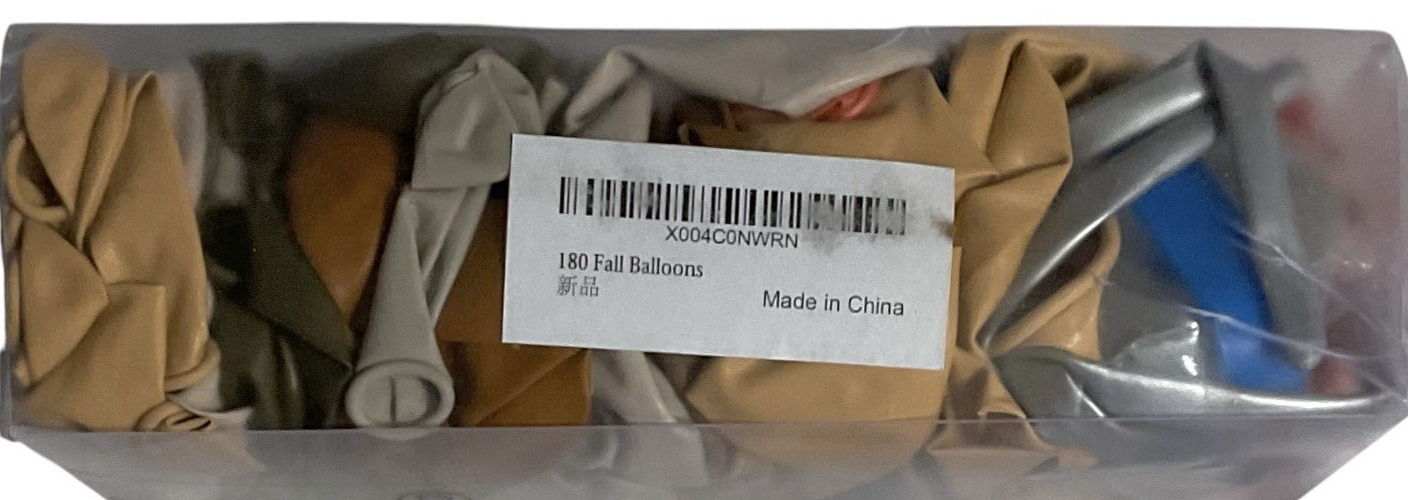 X004C0NWRN
180 Fall Balloons
新品
Made in China